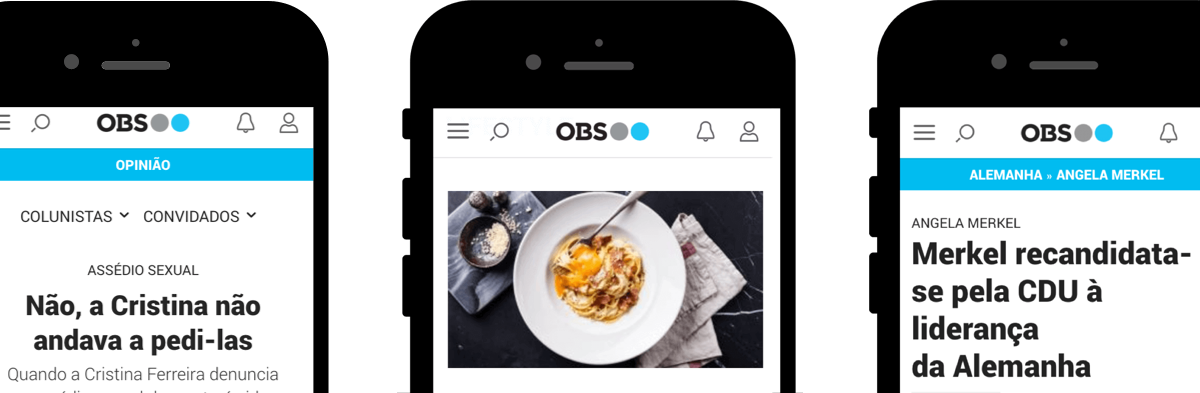 OBS
OPINIÃO
COLUNISTAS CONVIDADOS
ASSÉDIO SEXUAL
Não, a Cristina não
andava a pedi-las
Quando a Cristina Ferreira denuncia
OBS
OBS
ALEMANHA » ANGELA MERKEL
ANGELA MERKEL
Merkel recandidata-
se pela CDU à
liderança
da Alemanha